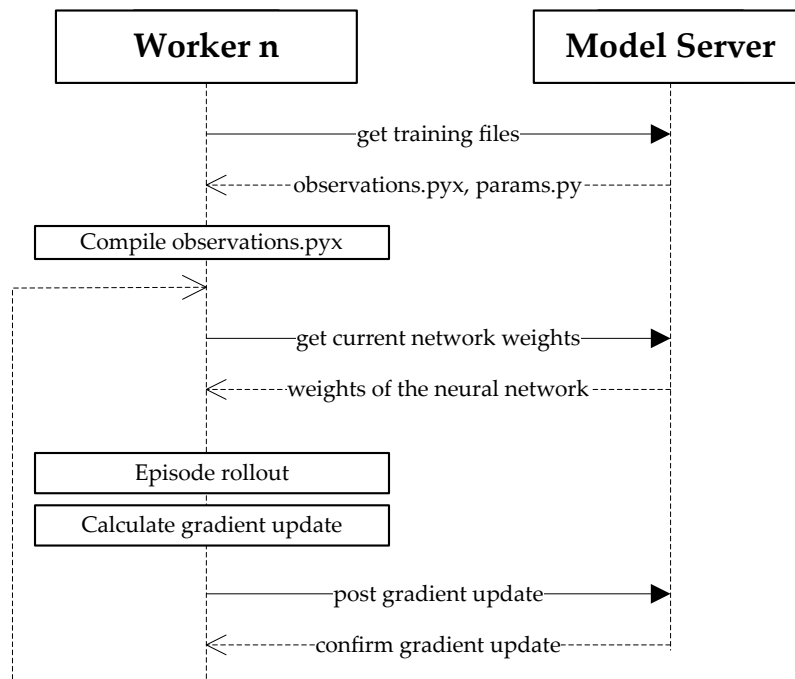 Worker n
Model Server
get training files
observations.pyx, params.py
Compile observations.pyx
get current network weights
weights of the neural network
Episode rollout
Calculate gradient update
post gradient update
confirm gradient update